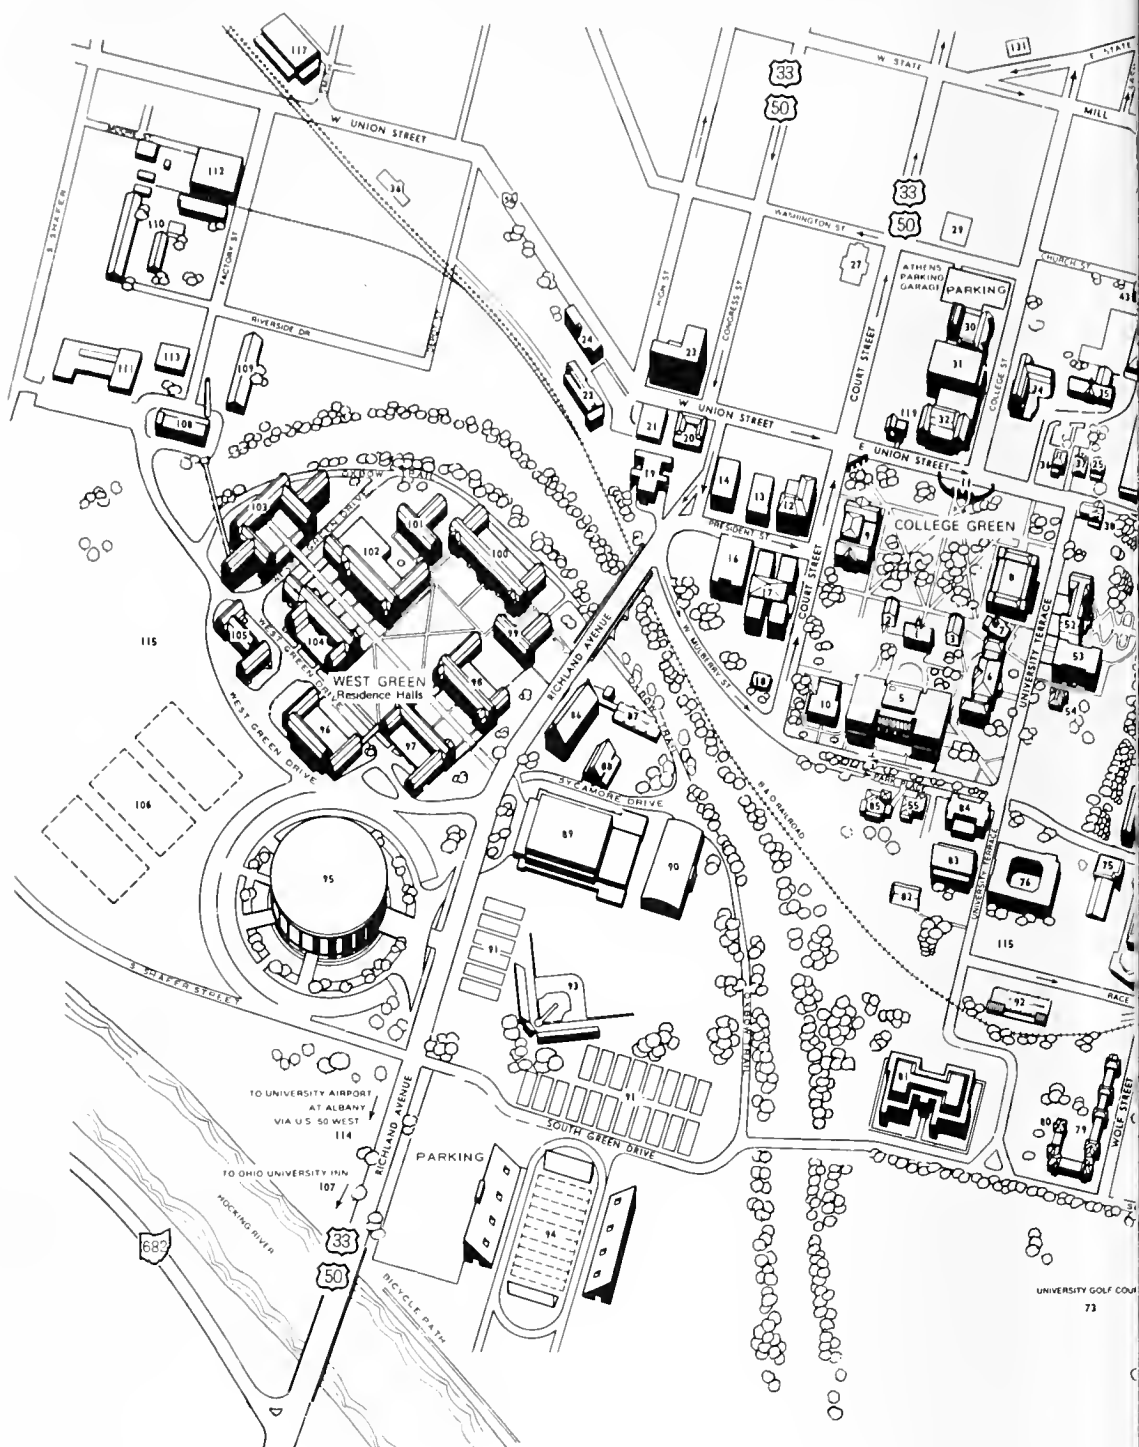 117
W UNION STREET
33
50
W STATE
131
E STATE
MILL
112
S SHAFER
110
FACTORY ST
36
56
33
50
WASHINGTON ST
29
27
CHURCH ST
ATHENS
PARKING
GARAGE
PARKING
43
HIGH ST
CONGRESS ST
COURT STREET
COLLEGE ST
30
31
32
119
34
35
RIVERSIDE DR
111
113
109
108
24
22
23
W UNION STREET
21
20
19
14
13
12
E UNION STREET
11
36
37
25
38
PRESIDENT ST
16
17
COURT STREET
9
COLLEGE GREEN
8
2
1
3
7
52
53
54
6
5
10
18
UNIVERSITY TERRACE
W MULBERRY ST
RICHLAND AVENUE
103
102
101
100
104
105
99
98
96
97
WEST GREEN
Residence Halls
WEST GREEN DRIVE
WEST GREEN DRIVE
115
106
86
87
88
SYCAMORE DRIVE
B & O RAILROAD
PARK PL
85
55
84
83
82
76
75
UNIVERSITY TERRACE
115
89
90
95
91
93
92
RACE
S SHAFER STREET
81
80
79
WOLF STREET
91
SOUTH GREEN DRIVE
TO UNIVERSITY AIRPORT
AT ALBANY
VIA U.S. 50 WEST
114
RICHLAND AVENUE
PARKING
TO OHIO UNIVERSITY INN
107
HOCKING RIVER
682
33
50
94
BICYCLE PATH
UNIVERSITY GOLF COU
73